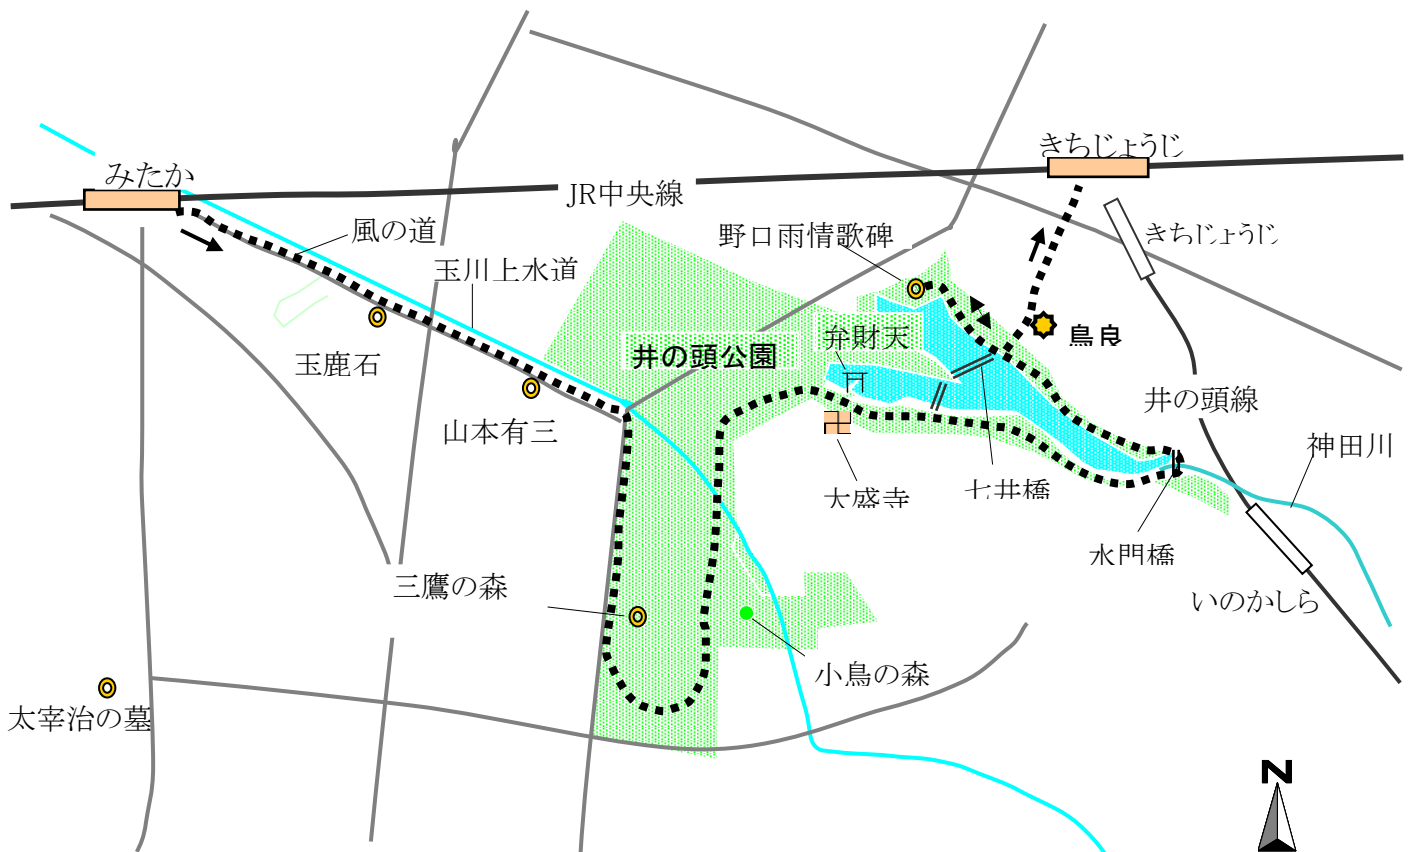 きちじょうじ
みたか
JR中央線
風の道
野口雨情歌碑
きちじょうじ
玉川上水道
弁財天
鳥良
井の頭公園
玉鹿石
井の頭線
山本有三
神田川
七井橋
大盛寺
水門橋
三鷹の森
いのかしら
小鳥の森
太宰治の墓
N